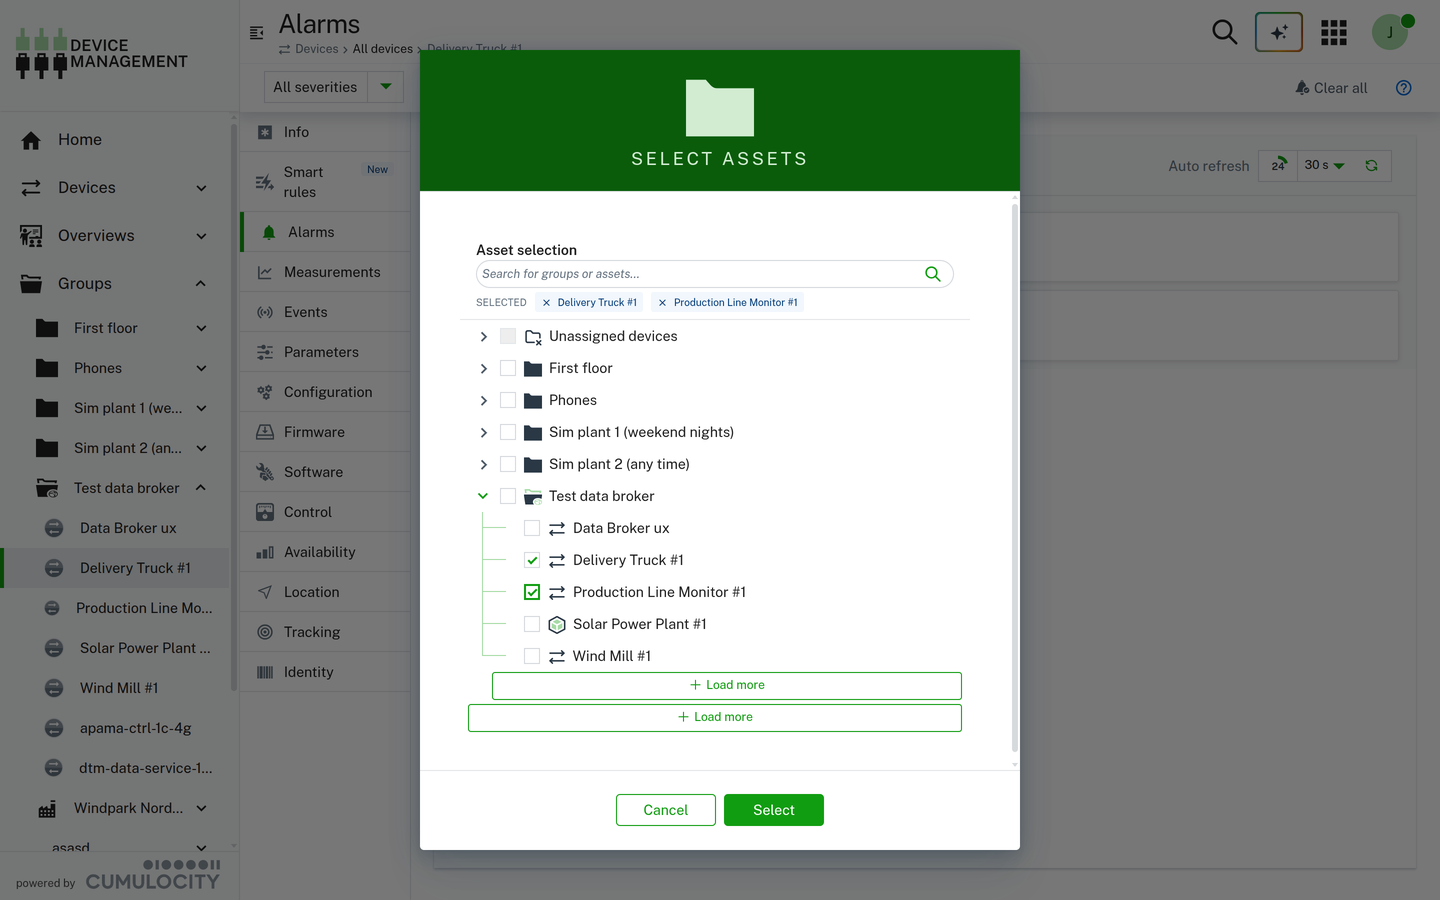 DEVICE
MANAGEMENT
Alarms
Devices > All devices > Delivery Truck #1
J
All severities
Clear all
Home
Devices
Overviews
Groups
First floor
Phones
Sim plant 1 (we...
Sim plant 2 (an...
Test data broker
Data Broker ux
Delivery Truck #1
Production Line Mo...
Solar Power Plant ...
Wind Mill #1
apama-ctrl-1c-4g
dtm-data-service-1...
Windpark Nord...
asasd
powered by
CUMULOCITY
Info
Smart
rules
New
Alarms
Measurements
Events
Parameters
Configuration
Firmware
Software
Control
Availability
Location
Tracking
Identity
Auto refresh
24
30 s
SELECT ASSETS
Asset selection
Search for groups or assets...
SELECTED
Delivery Truck #1
Production Line Monitor #1
Unassigned devices
First floor
Phones
Sim plant 1 (weekend nights)
Sim plant 2 (any time)
Test data broker
Data Broker ux
Delivery Truck #1
Production Line Monitor #1
Solar Power Plant #1
Wind Mill #1
Load more
Load more
Cancel
Select